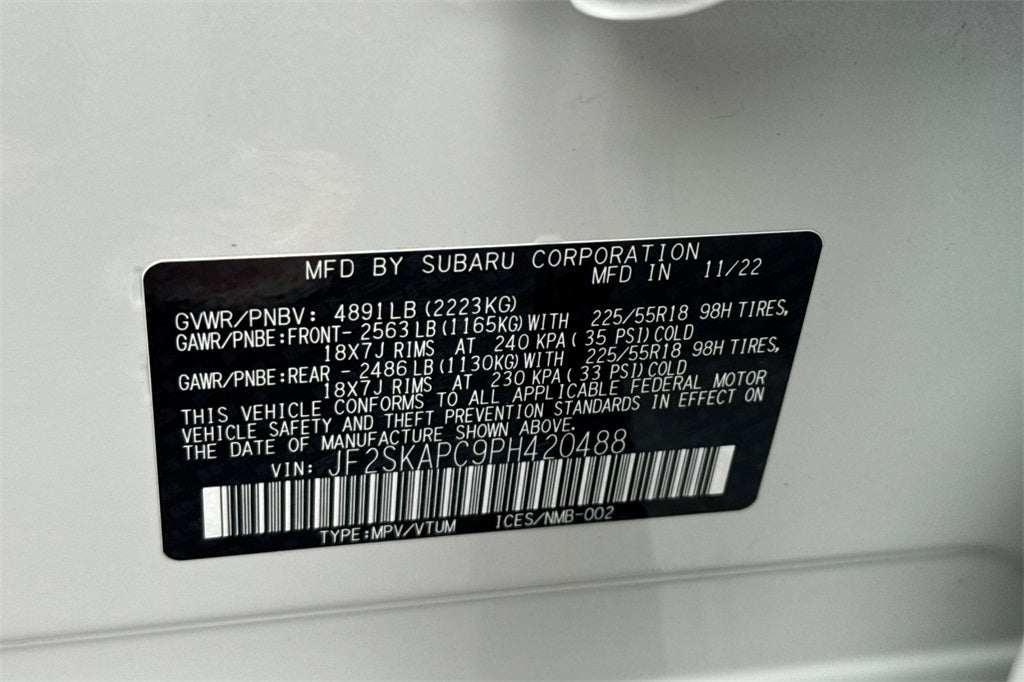 MFD BY SUBARU CORPORATION
MFD IN 11/22
GVWR/PNBV: 4891LB(2223KG)
GAWR/PNBE:FRONT- 2563LB(1165KG)WITH 225/55R18 98H TIRES,
18X7J RIMS AT 240 KPA( 35 PSI)COLD
GAWR/PNBE:REAR - 2486LB(1130KG)WITH 225/55R18 98H TIRES,
18X7J RIMS AT 230 KPA( 33 PSI)COLD
THIS VEHICLE CONFORMS TO ALL APPLICABLE FEDERAL MOTOR
VEHICLE SAFETY AND THEFT PREVENTION STANDARDS IN EFFECT ON
THE DATE OF MANUFACTURE SHOWN ABOVE.
VIN: JF2SKAPC9PH420488
TYPE:MPV/VTUM ICES/NMB-002